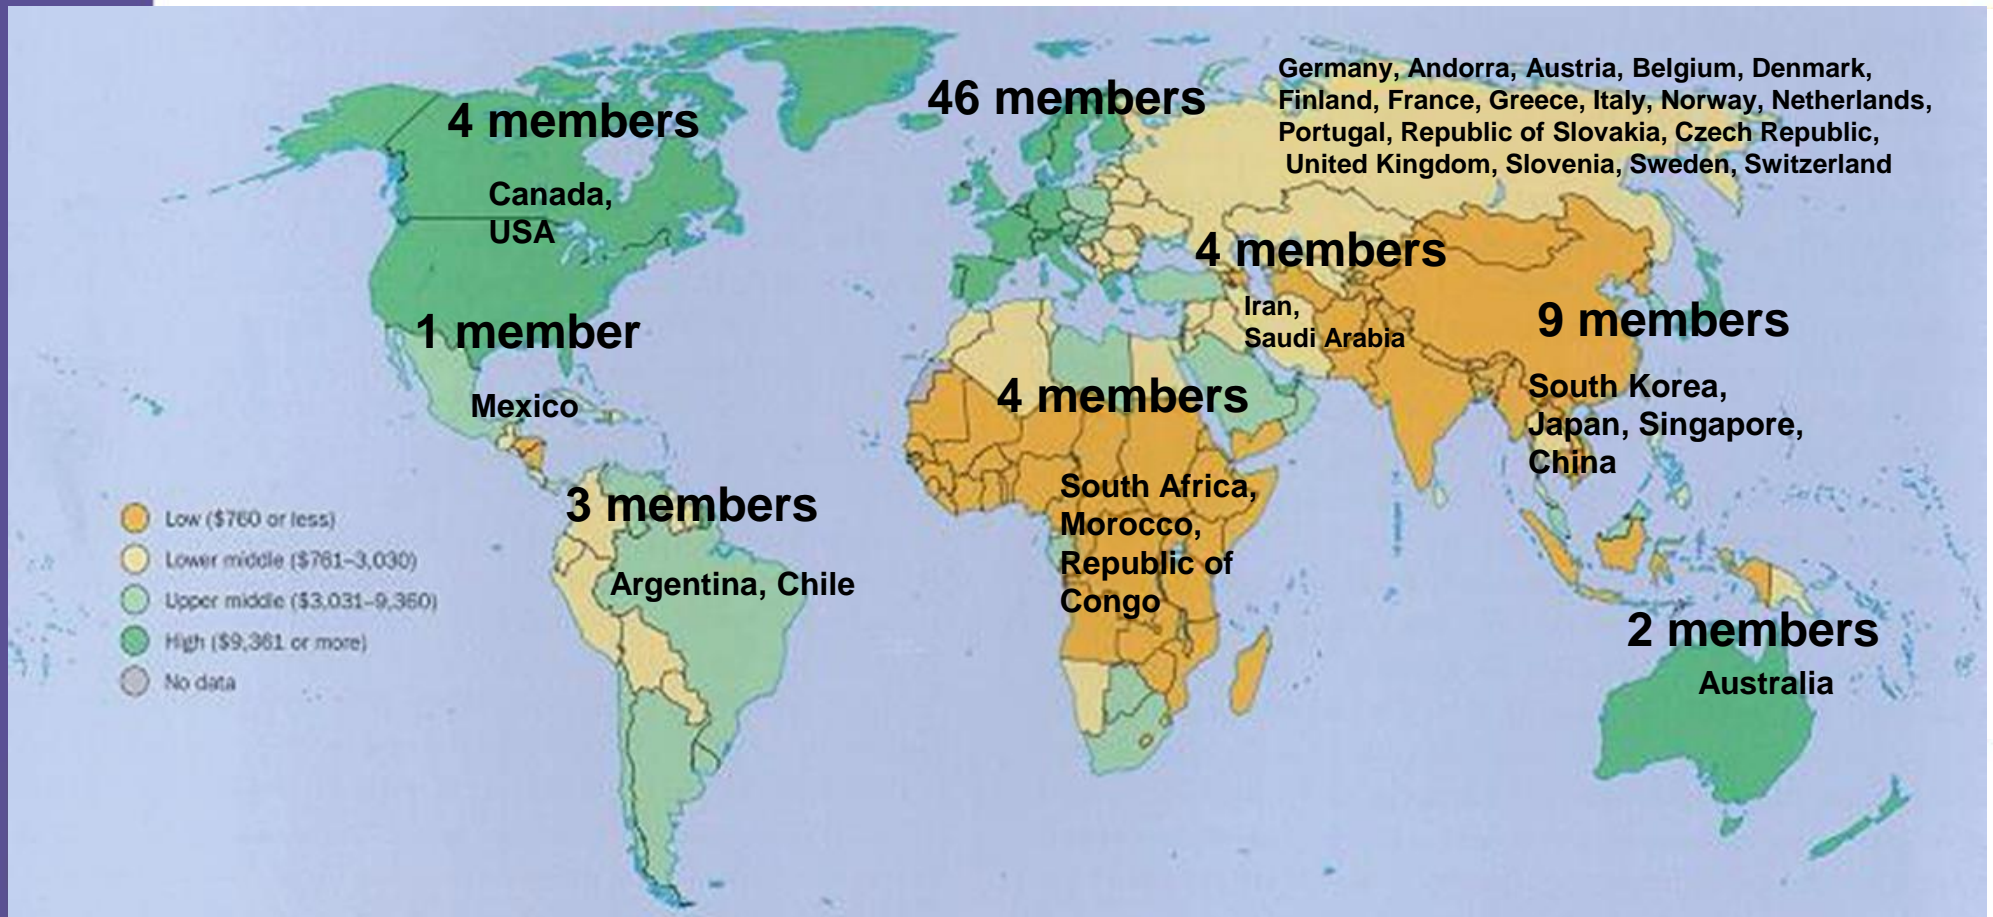 4 members
Canada,
USA
1 member
Mexico
3 members
Argentina, Chile
46 members
Germany, Andorra, Austria, Belgium, Denmark,
Finland, France, Greece, Italy, Norway, Netherlands,
Portugal, Republic of Slovakia, Czech Republic,
United Kingdom, Slovenia, Sweden, Switzerland
4 members
Iran,
Saudi Arabia
9 members
South Korea,
Japan, Singapore,
China
4 members
South Africa,
Morocco,
Republic of
Congo
2 members
Australia
Low ($760 or less)
Lower middle ($761–3,030)
Upper middle ($3,031–9,360)
High ($9,361 or more)
No data